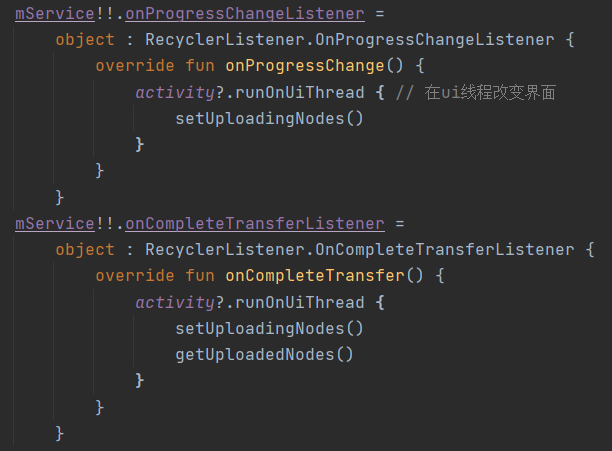 mService!!.onProgressChangeListener =
    object : RecyclerListener.OnProgressChangeListener {
        override fun onProgressChange() {
            activity?.runOnUiThread { // 在ui线程改变界面
                setUploadingNodes()
            }
        }
    }
mService!!.onCompleteTransferListener =
    object : RecyclerListener.OnCompleteTransferListener {
        override fun onCompleteTransfer() {
            activity?.runOnUiThread {
                setUploadingNodes()
                getUploadedNodes()
            }
        }
    }